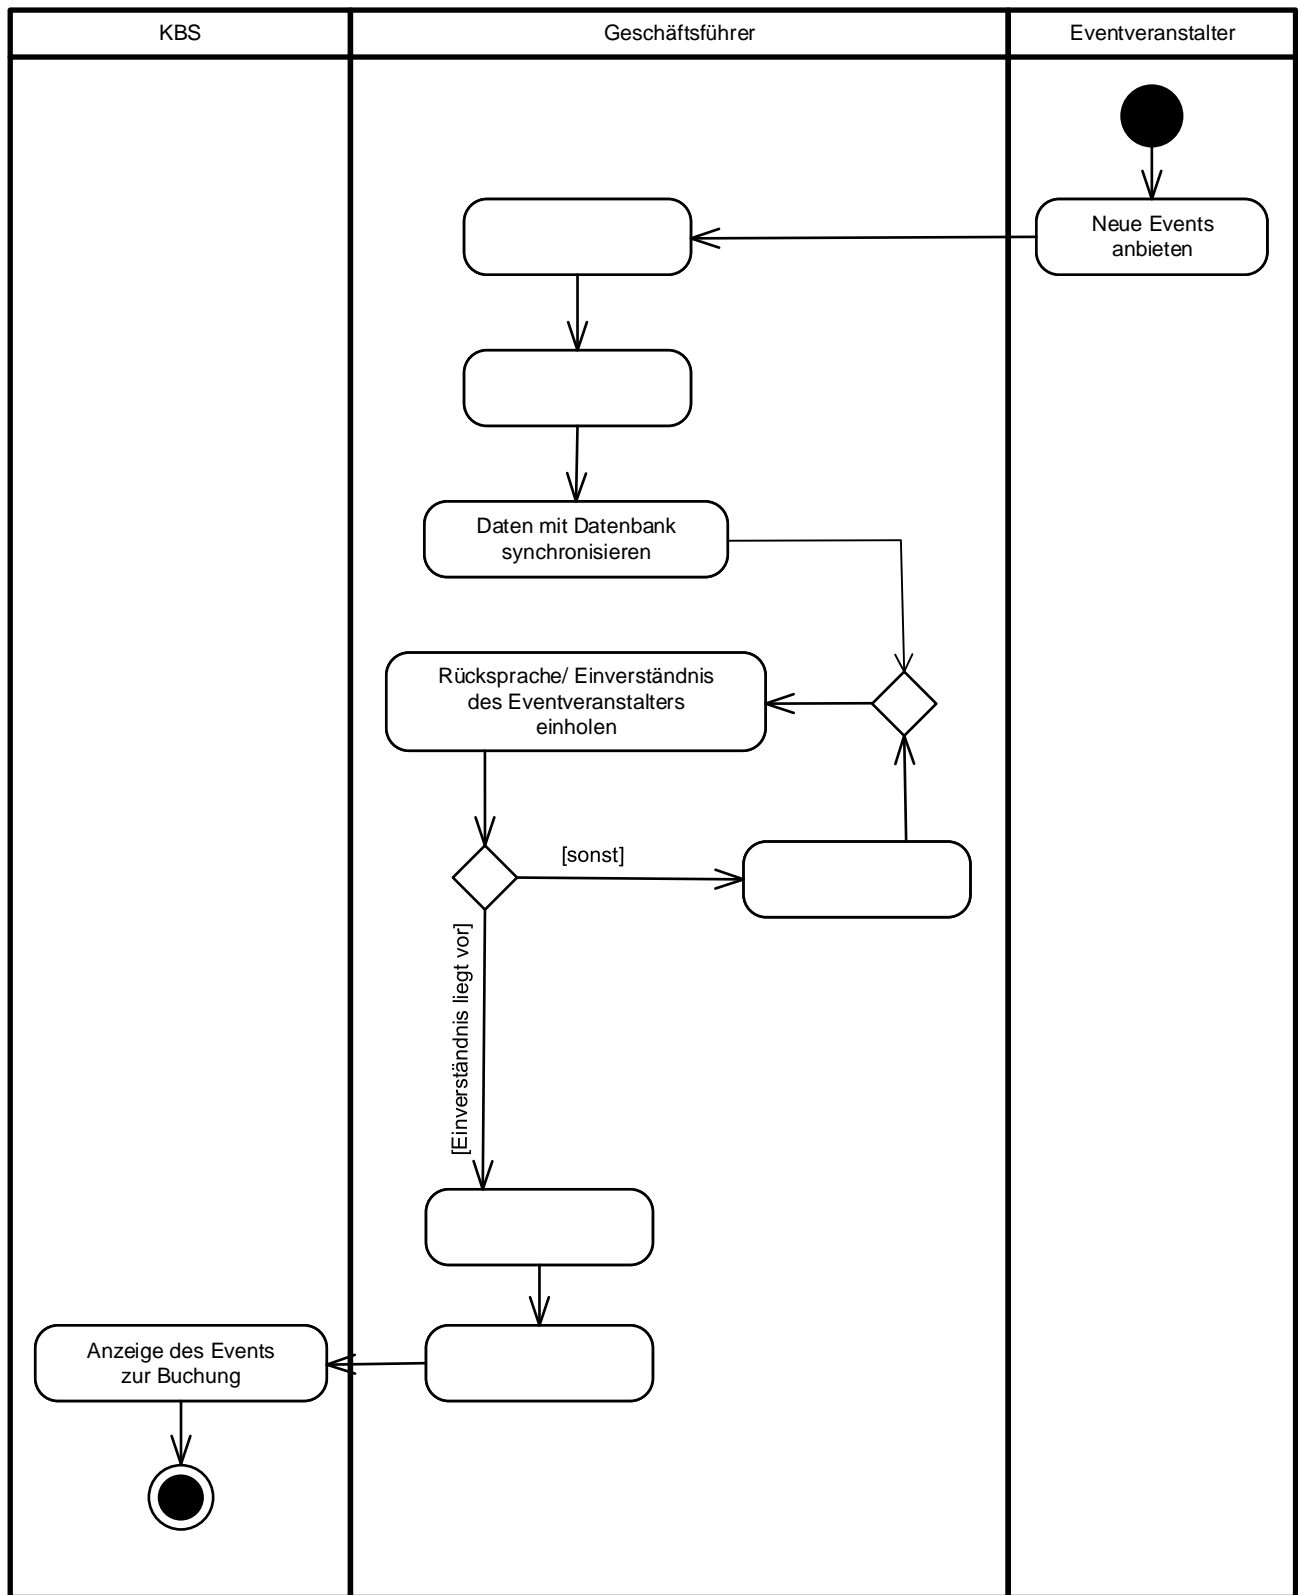 KBS
Geschäftsführer
Eventveranstalter
Neue Events
anbieten
Daten mit Datenbank
synchronisieren
Rücksprache/ Einverständnis
des Eventveranstalters
einholen
[sonst]
[Einverständnis liegt vor]
Anzeige des Events
zur Buchung